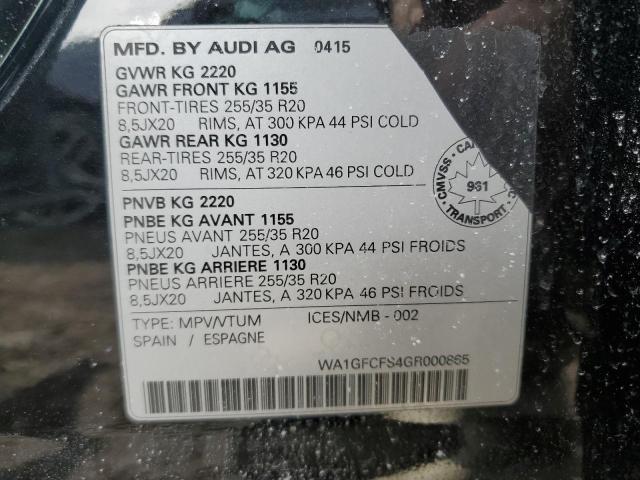 MFD. BY AUDI AG 0415
GVWR KG 2220
GAWR FRONT KG 1155
FRONT-TIRES 255/35 R20
8,5JX20 RIMS, AT 300 KPA 44 PSI COLD
GAWR REAR KG 1130
REAR-TIRES 255/35 R20
8,5JX20 RIMS, AT 320 KPA 46 PSI COLD
PNVB KG 2220
PNBE KG AVANT 1155
PNEUS AVANT 255/35 R20
8,5JX20 JANTES, A 300 KPA 44 PSI FROIDS
PNBE KG ARRIERE 1130
PNEUS ARRIERE 255/35 R20
8,5JX20 JANTES, A 320 KPA 46 PSI FROIDS
TYPE: MPV/VTUM ICES/NMB - 002
SPAIN / ESPAGNE
WA1GFCFS4GR000865
CMVSS
961
TRANSPORT